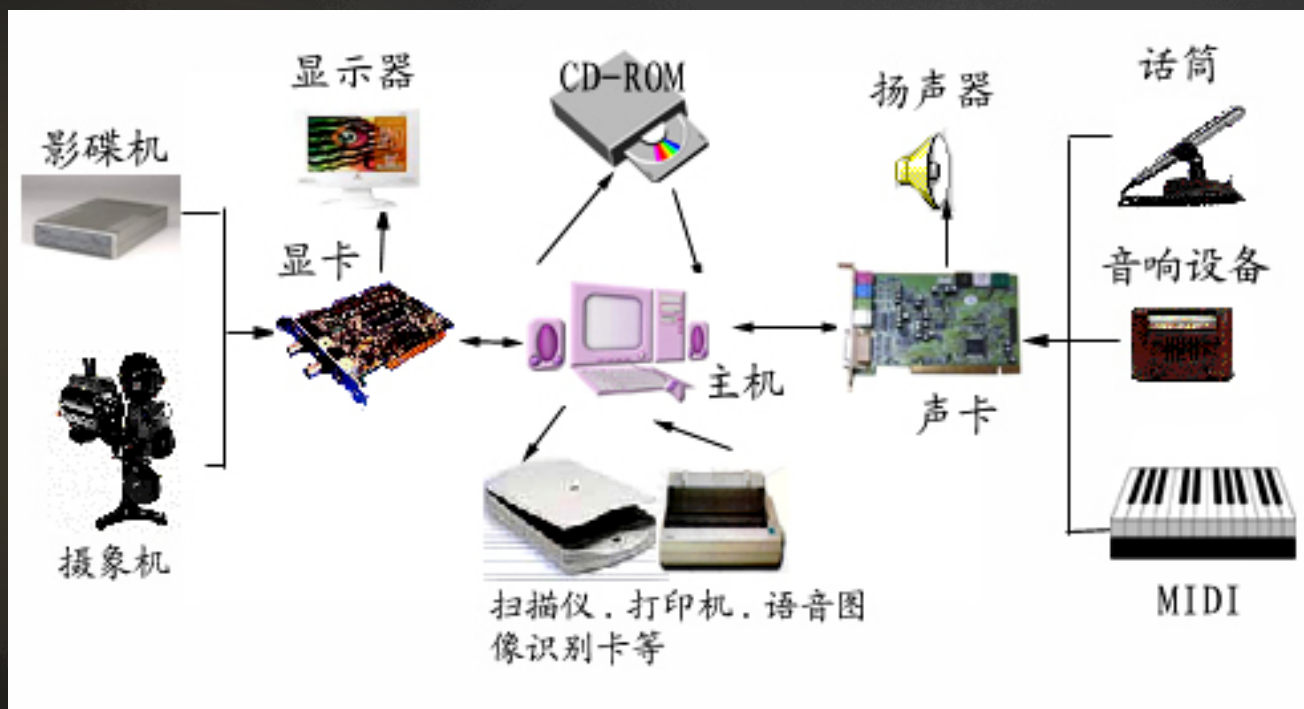 显示器
CD-ROM
扬声器
话筒
影碟机
显卡
音响设备
主机
声卡
摄象机
扫描仪．打印机．语音图
像识别卡等
MIDI